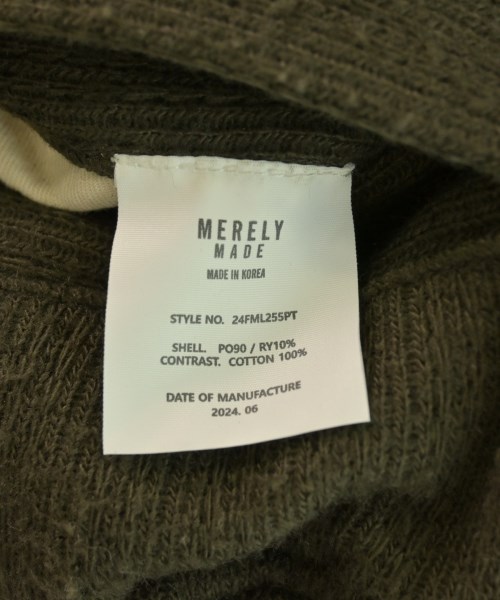 MERELY
MADE
MADE IN KOREA
STYLE NO. 24FML255PT
SHELL. PO90 / RY10%
CONTRAST. COTTON 100%
DATE OF MANUFACTURE
2024. 06